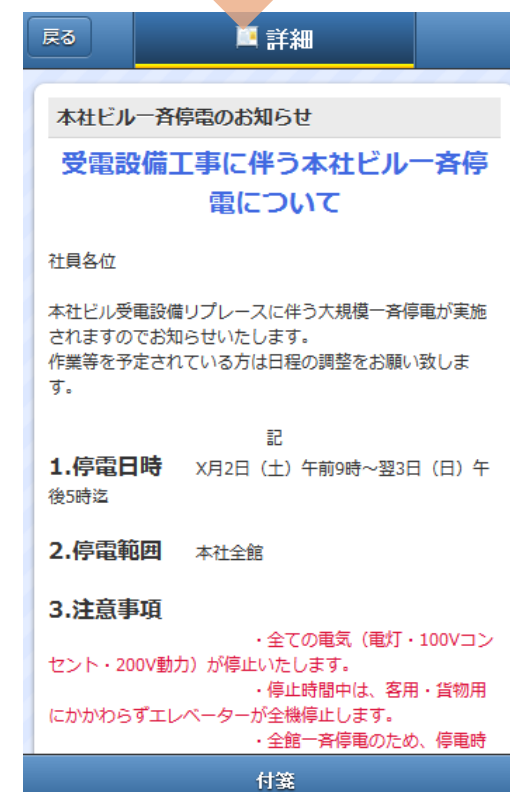 戻る
詳細
本社ビル一斉停電のお知らせ
受電設備工事に伴う本社ビル一斉停
電について
社員各位
本社ビル受電設備リプレースに伴う大規模一斉停電が実施
されますのでお知らせいたします。
作業等を予定されている方は日程の調整をお願い致しま
す。
記
1.停電日時 X月2日（土）午前9時～翌3日（日）午
後5時迄
2.停電範囲 本社全館
3.注意事項
・全ての電気（電灯・100Vコン
セント・200V動力）が停止いたします。
・停止時間中は、客用・貨物用
にかかわらずエレベーターが全機停止します。
・全館一斉停電のため、停電時
付箋